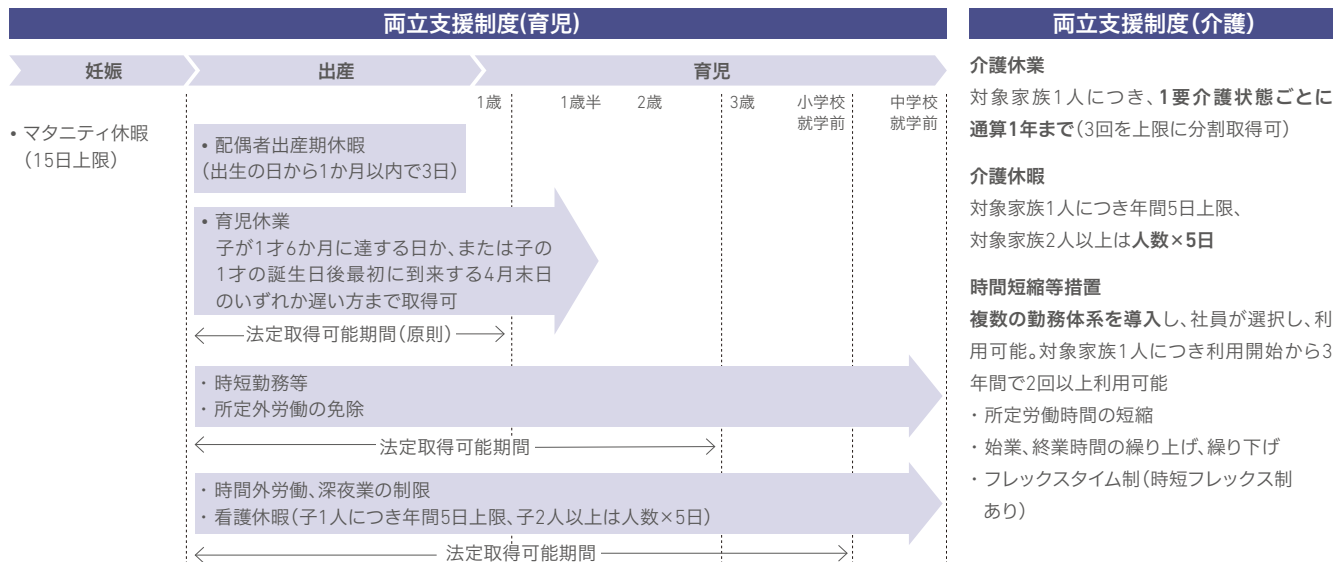 両立支援制度(育児)
妊娠
出産
育児
1歳
1歳半
2歳
3歳
小学校
就学前
中学校
就学前
• マタニティ休暇
(15日上限)
• 配偶者出産期休暇
(出生の日から1か月以内で3日)
• 育児休業
子が1才6か月に達する日か、または子の
1才の誕生日後最初に到来する4月末日
のいずれか遅い方まで取得可
法定取得可能期間(原則)
・時短勤務等
・所定外労働の免除
法定取得可能期間
・時間外労働、深夜業の制限
・看護休暇(子1人につき年間5日上限、子2人以上は人数×5日)
法定取得可能期間
両立支援制度(介護)
介護休業
対象家族1人につき、1要介護状態ごとに
通算1年まで(3回を上限に分割取得可)
介護休暇
対象家族1人につき年間5日上限、
対象家族2人以上は人数×5日
時間短縮等措置
複数の勤務体系を導入し、社員が選択し、利
用可能。対象家族1人につき利用開始から3
年間で2回以上利用可能
・所定労働時間の短縮
・始業、終業時間の繰り上げ、繰り下げ
・フレックスタイム制(時短フレックス制
あり)